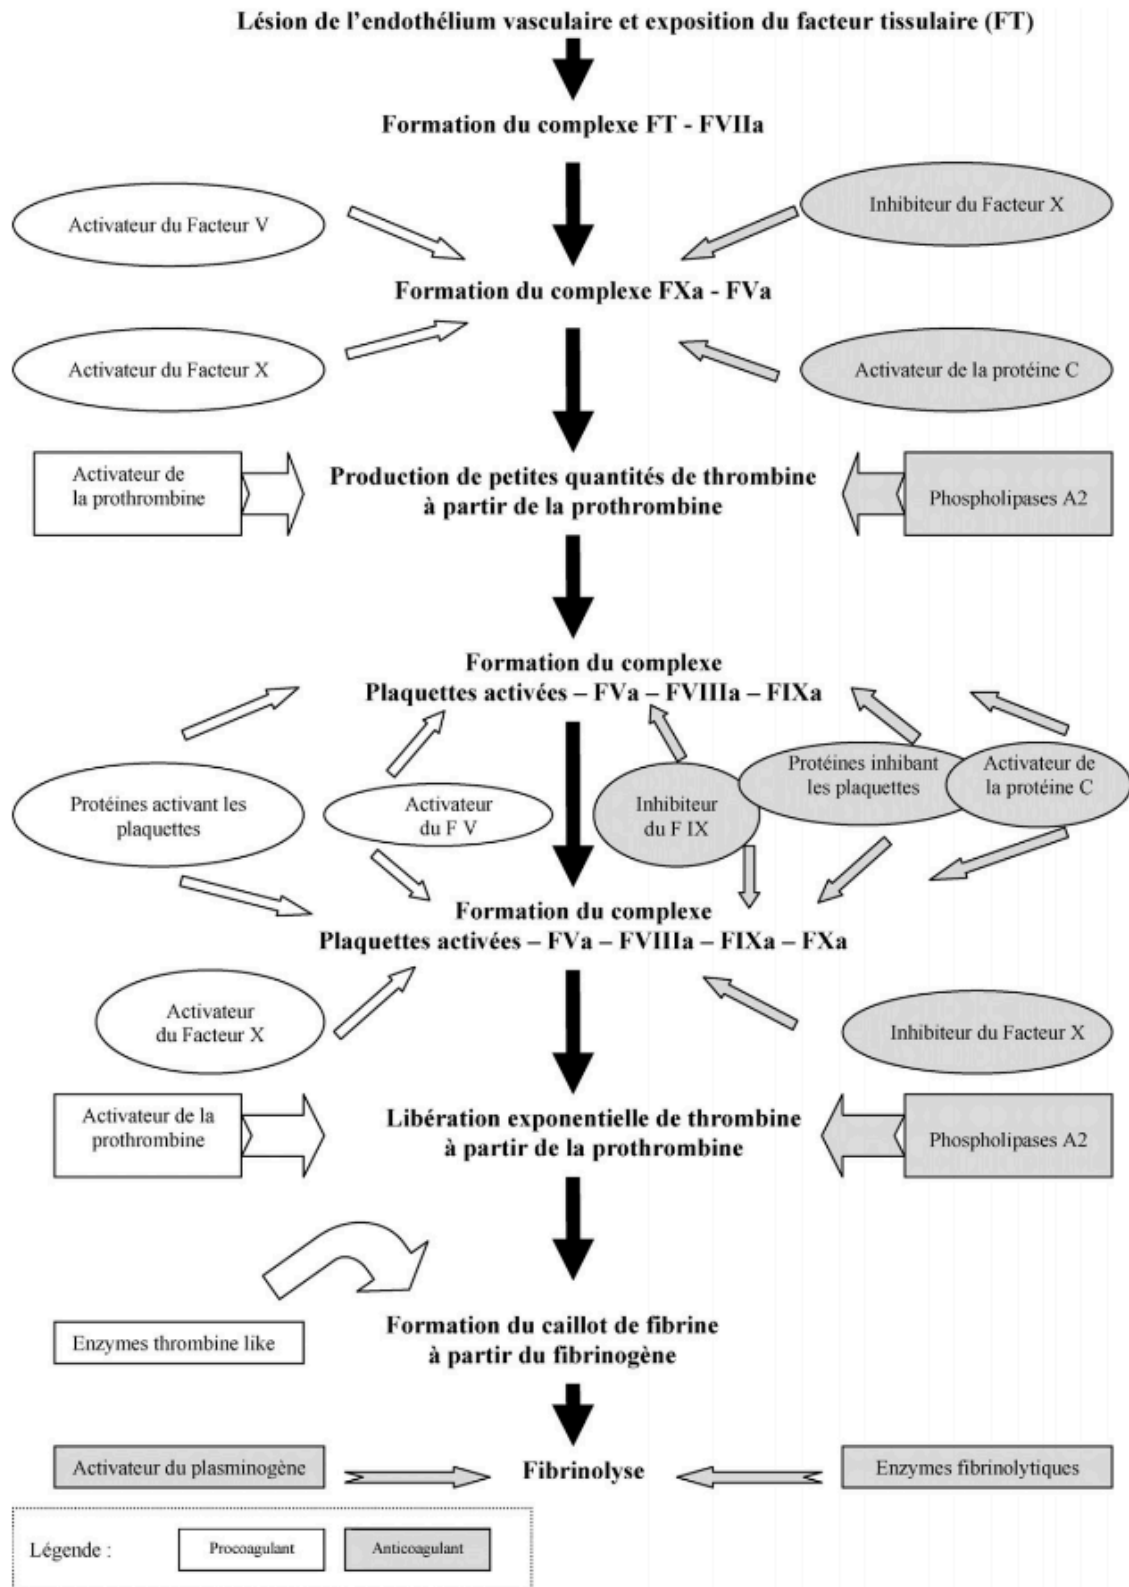 Lésion de l'endothélium vasculaire et exposition du facteur tissulaire (FT)
Formation du complexe FT - FVIIa
Activateur du Facteur V
Inhibiteur du Facteur X
Formation du complexe FXa - FVa
Activateur du Facteur X
Activateur de la protéine C
Activateur de
la prothrombine
Production de petites quantités de thrombine
à partir de la prothrombine
Phospholipases A2
Formation du complexe
Plaquettes activées – FVa – FVIIIa – FIXa
Protéines activant les
plaquettes
Activateur
du F V
Inhibiteur
du F IX
Protéines inhibant
les plaquettes
Activateur de
la protéine C
Formation du complexe
Plaquettes activées – FVa – FVIIIa – FIXa – FXa
Activateur
du Facteur X
Inhibiteur du Facteur X
Activateur de la
prothrombine
Libération exponentielle de thrombine
à partir de la prothrombine
Phospholipases A2
Enzymes thrombine like
Formation du caillot de fibrine
à partir du fibrinogène
Activateur du plasminogène
Fibrinolyse
Enzymes fibrinolytiques
Légende :
Procoagulant
Anticoagulant